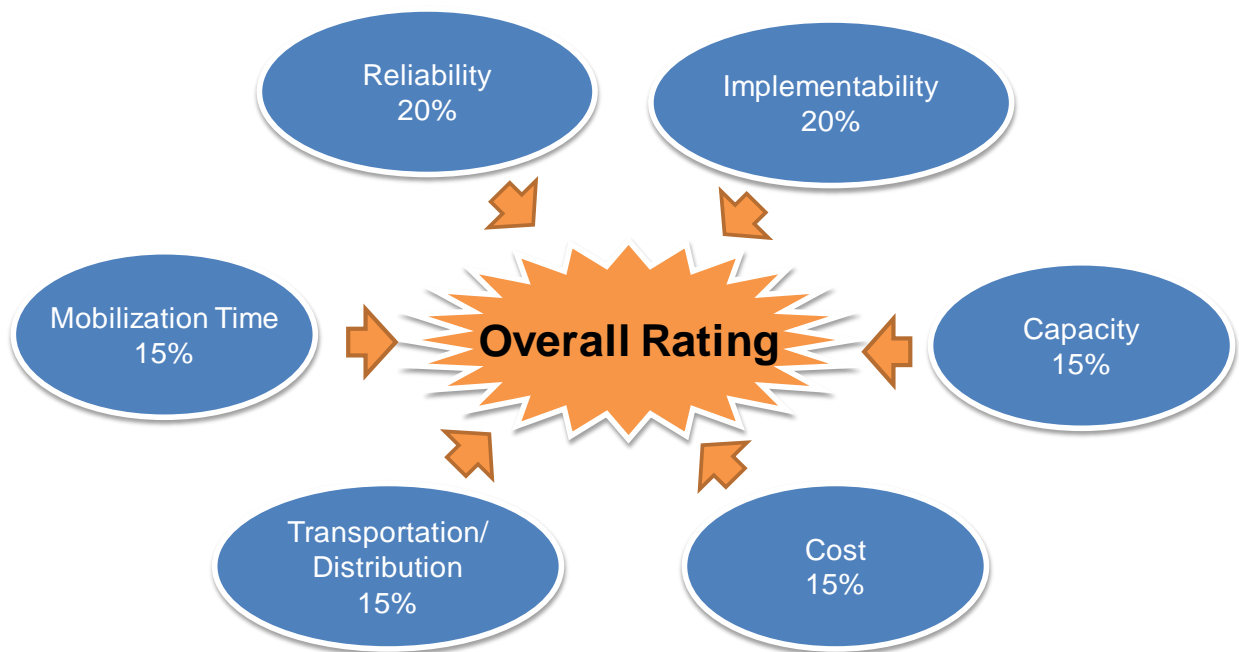 Reliability
20%
Implementability
20%
Mobilization Time
15%
Overall Rating
Capacity
15%
Transportation/
Distribution
15%
Cost
15%